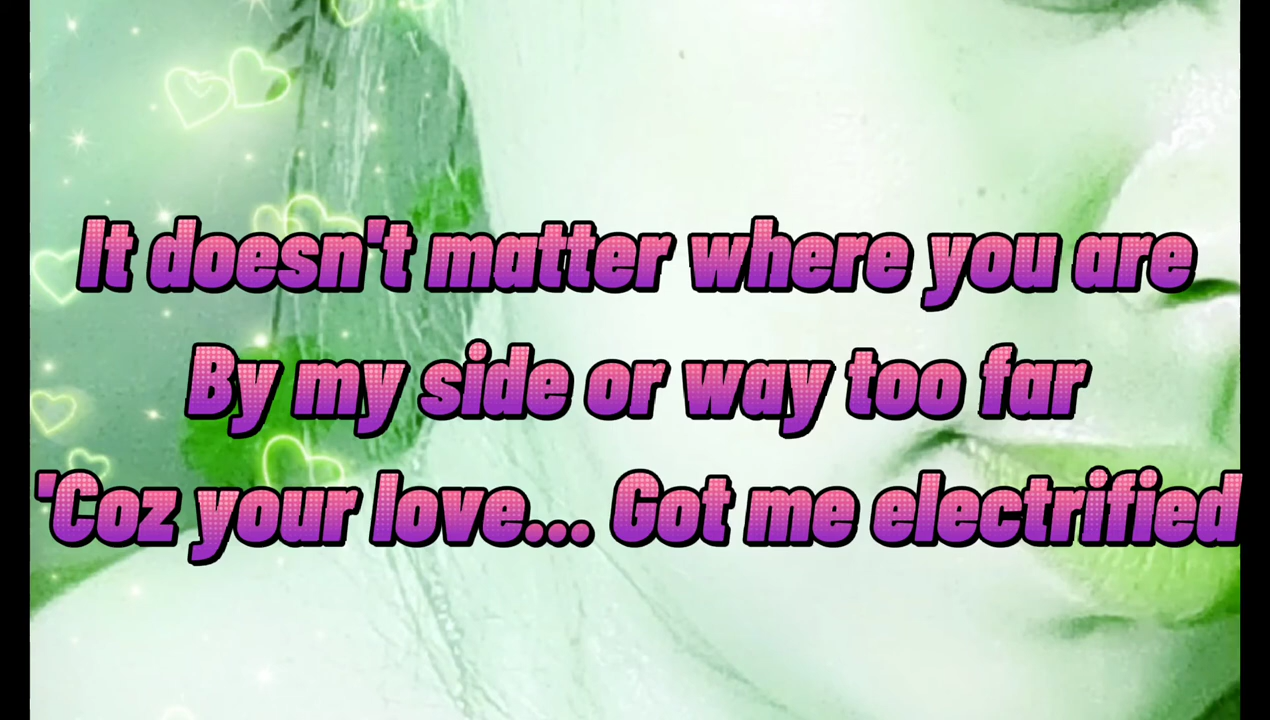 It doesn't matter where you are
By my side or way too far
'Coz your love... Got me electrified